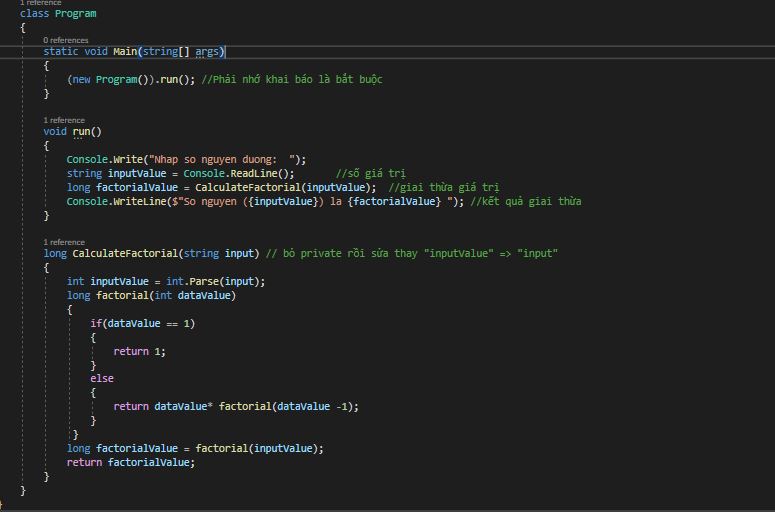 1 reference
class Program
{
0 references
static void Main(string[] args)
{
(new Program()).run(); //Phải nhớ khai báo là bắt buộc
}
1 reference
void run()
{
Console.Write("Nhap so nguyen duong:  ");
string inputValue = Console.ReadLine();       //số giá trị
long factorialValue = CalculateFactorial(inputValue);  //giai thừa giá trị
Console.WriteLine($"So nguyen ({inputValue}) la {factorialValue} "); //kết quả giai thừa
}
1 reference
long CalculateFactorial(string input) // bỏ private rồi sửa thay "inputValue" => "input"
{
int inputValue = int.Parse(input);
long factorial(int dataValue)
{
if(dataValue == 1)
{
return 1;
}
else
{
return dataValue* factorial(dataValue -1);
}
}
long factorialValue = factorial(inputValue);
return factorialValue;
}
}
}